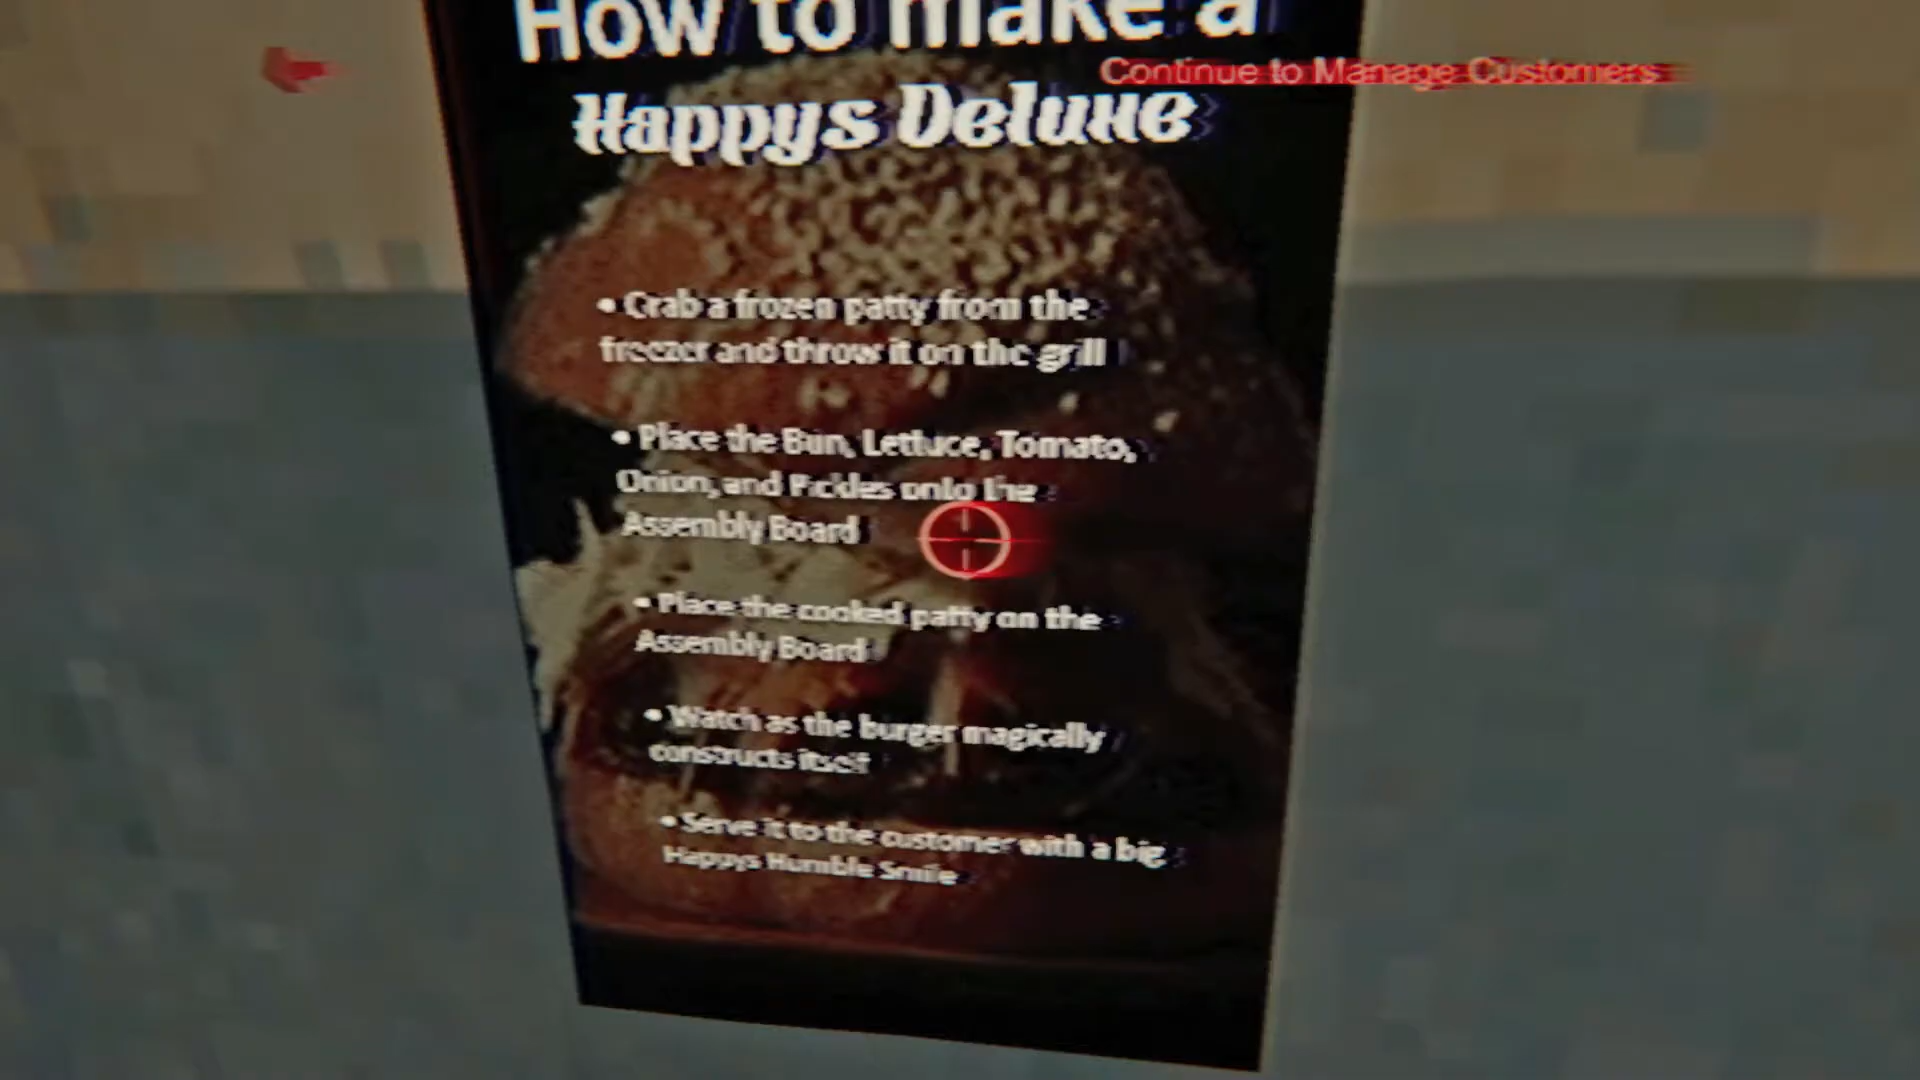 How to make a
Continue to Manage Customers
Happys Deluxe
• Grab a frozen patty from the
freezer and throw it on the grill
• Place the Bun, Lettuce, Tomato,
Onion, and Pickles onto the
Assembly Board
• Place the cooked patty on the
Assembly Board
• Watch as the burger magically
constructs itself
• Serve it to the customer with a big
Happys Humble Smile